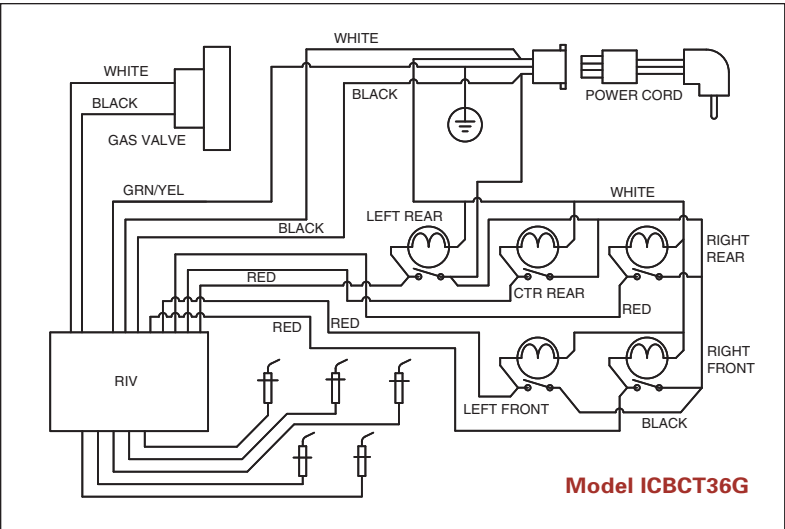 WHITE
WHITE
BLACK
POWER CORD
BLACK
GAS VALVE
GRN/YEL
WHITE
LEFT REAR
BLACK
RIGHT
REAR
RED
CTR REAR
RED
RED
RED
RIGHT
FRONT
RIV
LEFT FRONT
BLACK
Model ICBCT36G